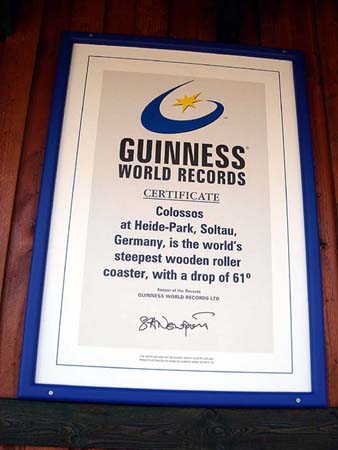 GUINNESS®
WORLD RECORDS
CERTIFICATE
Colossos
at Heide-Park, Soltau,
Germany, is the world's
steepest wooden roller
coaster, with a drop of 61º
Keeper of the Records
GUINNESS WORLD RECORDS LTD